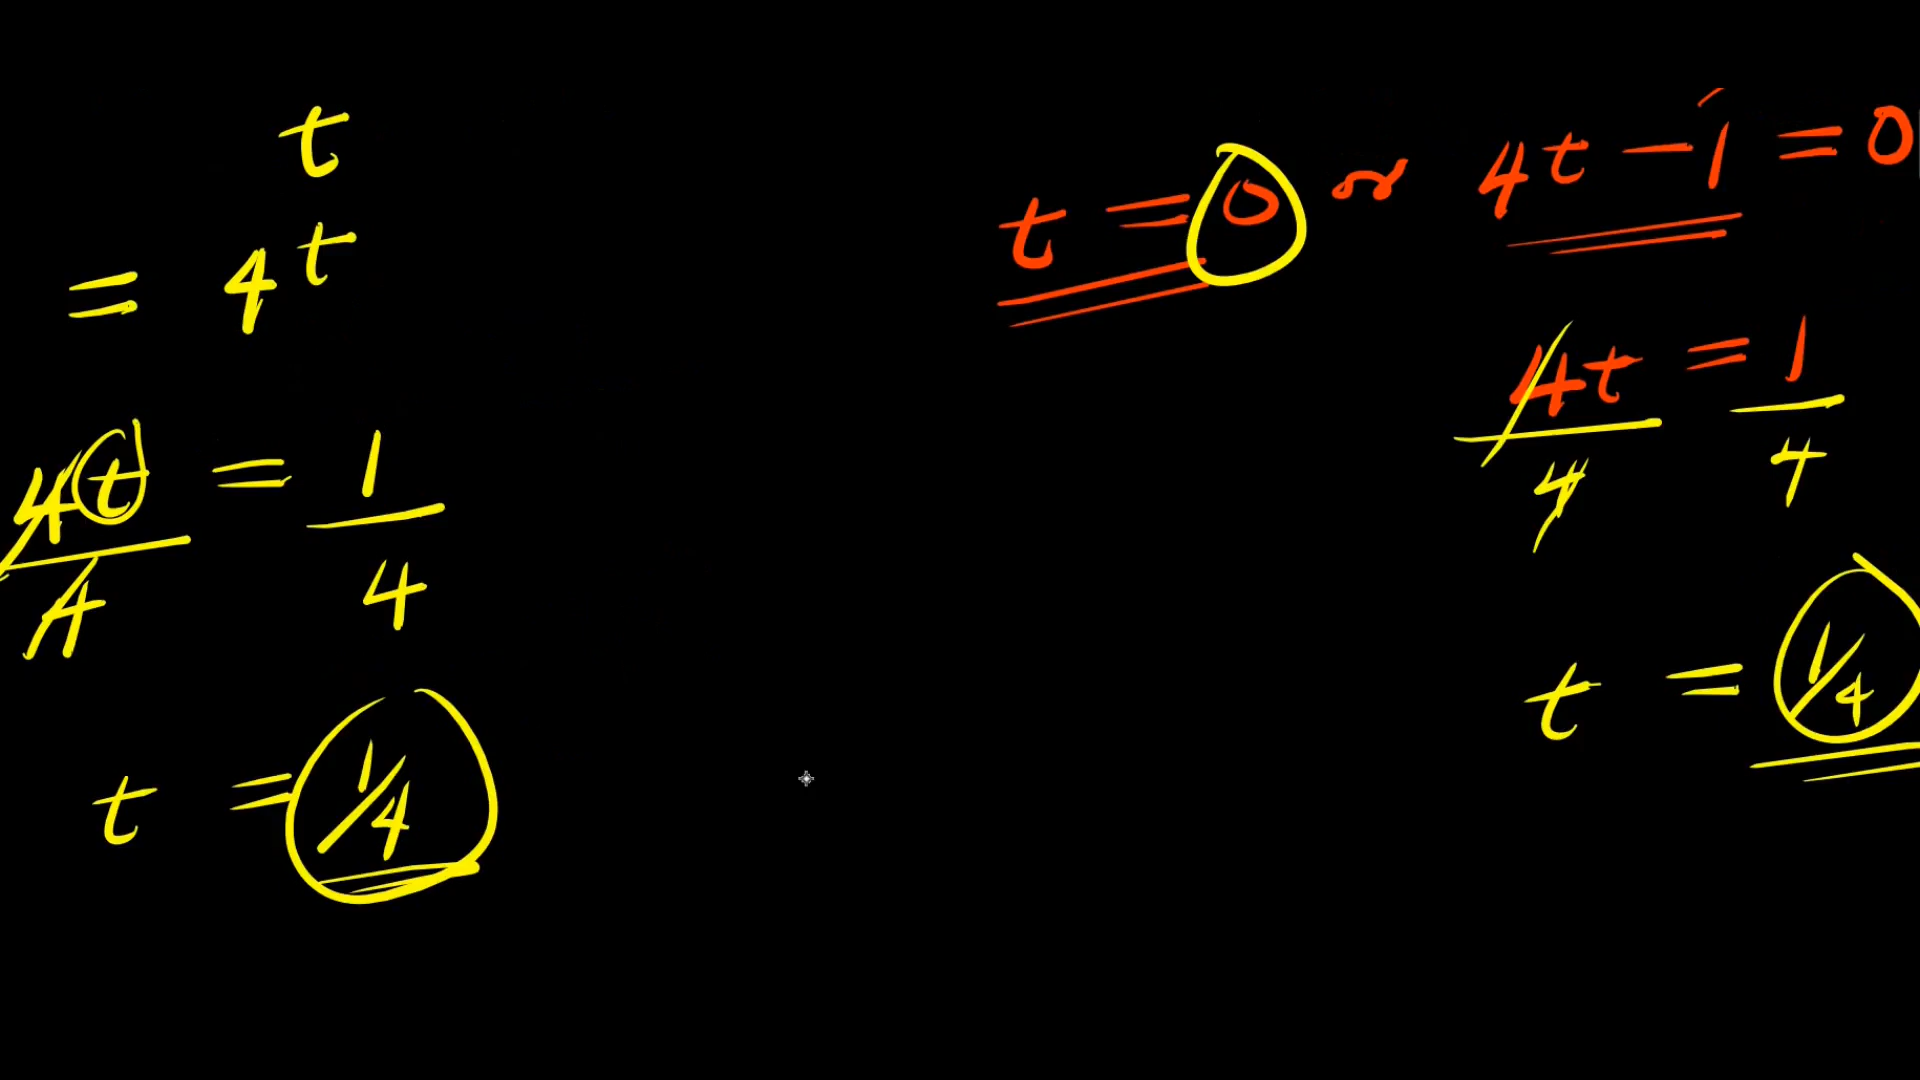 t
= 4t
4t/4 = 1/4
t = 1/4
t = 0 or 4t - 1 = 0
4t/4 = 1/4
t = 1/4